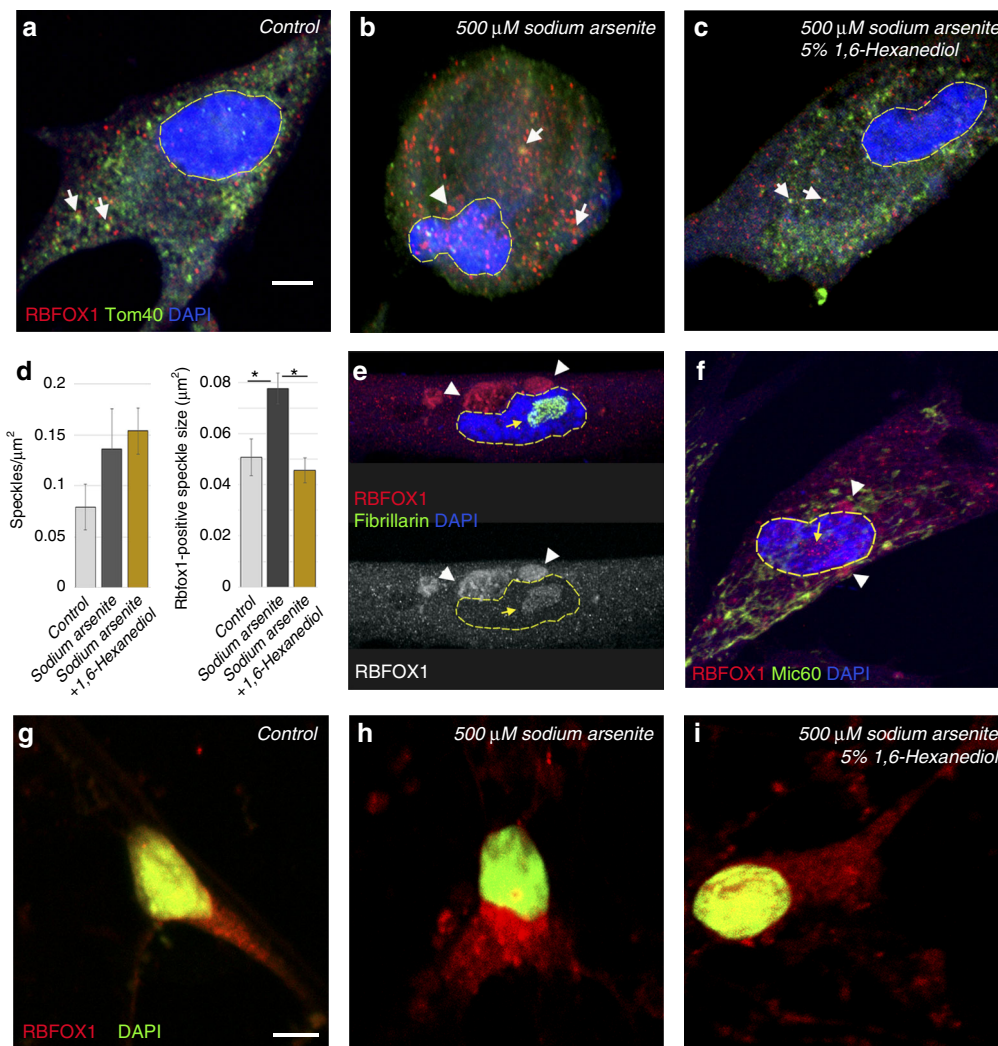 a
Control
RBFOX1 Tom40 DAPI
b
500 μM sodium arsenite
c
500 μM sodium arsenite
5% 1,6-Hexanediol
d
Speckles/μm²
0.2
0.15
0.1
0.05
0
Control
Sodium arsenite
Sodium arsenite
+1,6-Hexanediol
Rbfox1-positive speckle size (μm²)
0.08
0.06
0.04
0.02
0
* *
Control
Sodium arsenite
Sodium arsenite
+1,6-Hexanediol
e
RBFOX1
Fibrillarin DAPI
RBFOX1
f
RBFOX1 Mic60 DAPI
g
Control
RBFOX1 DAPI
h
500 μM sodium arsenite
i
500 μM sodium arsenite
5% 1,6-Hexanediol